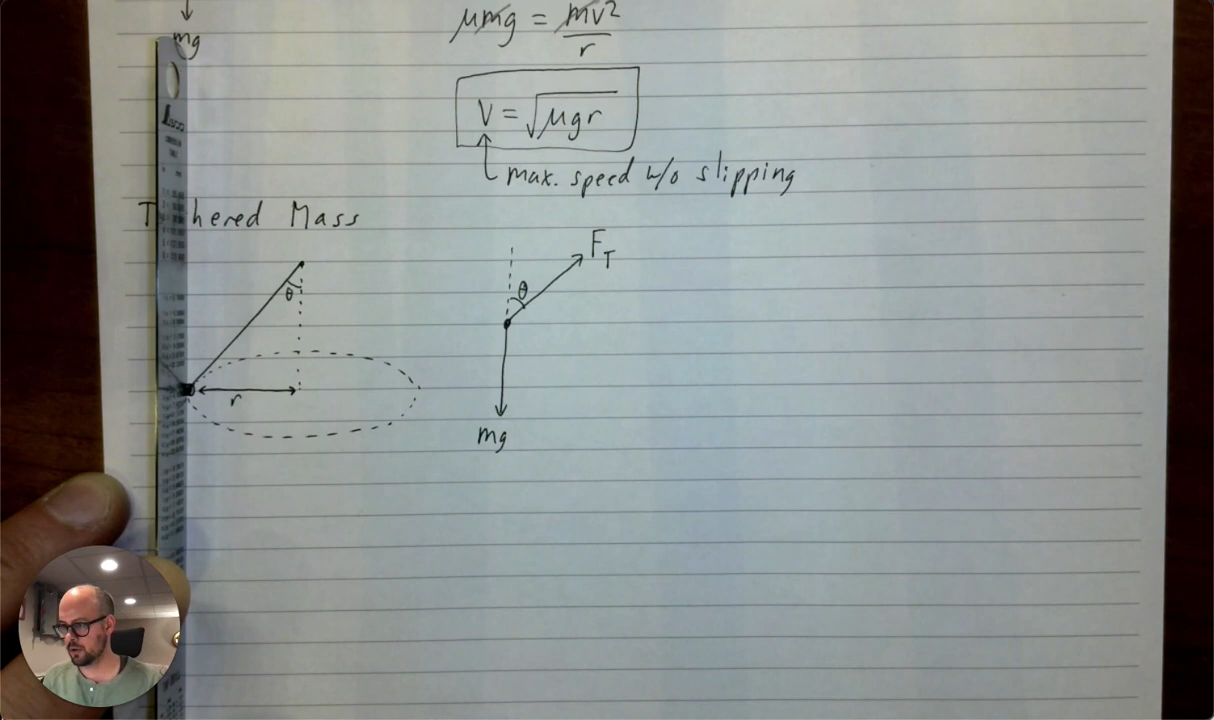 mg
μmg = mv²/r
V = √μgr
max. speed w/o slipping
T hered Mass
θ
r
F_T
θ
mg